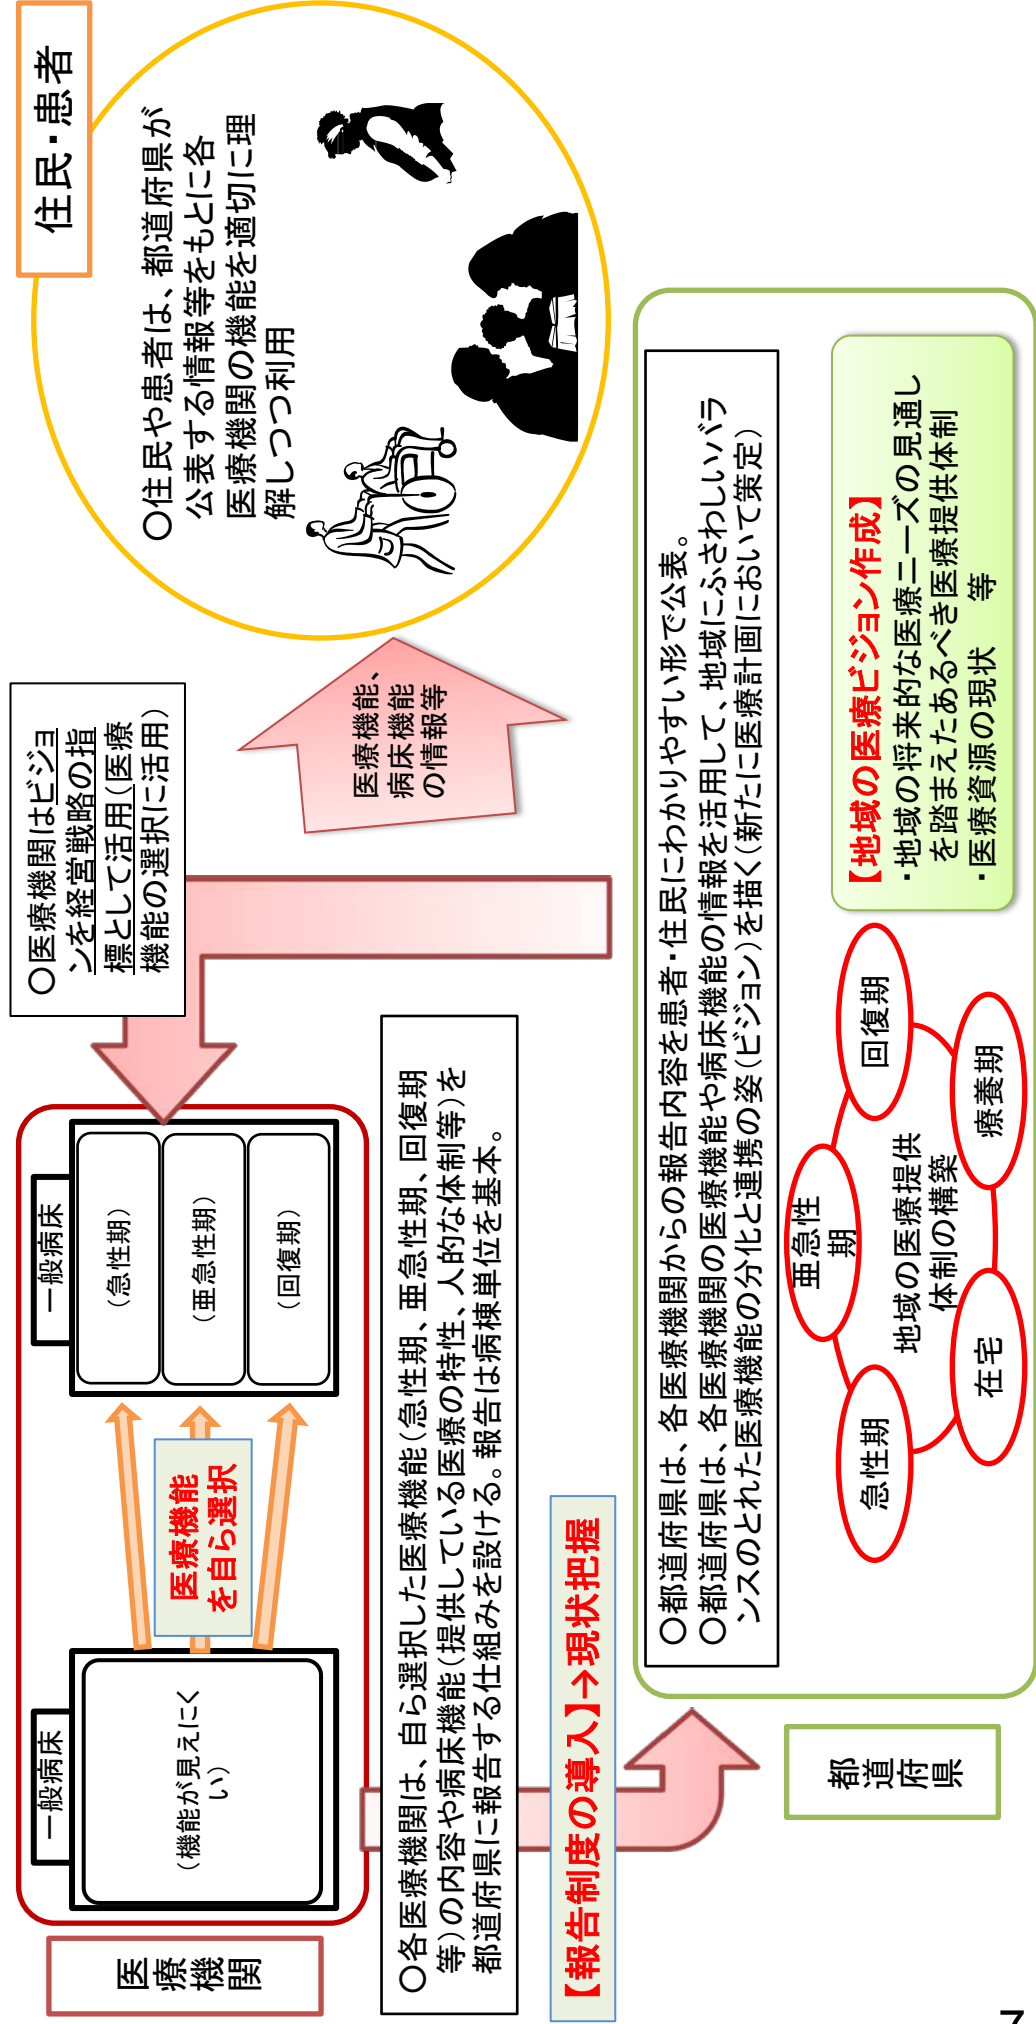 医療機関
一般病床
(機能が見えにく
い)
医療機能
を自ら選択
一般病床
(急性期)
(亜急性期)
(回復期)
〇医療機関はビジョ
ンを経営戦略の指
標として活用(医療
機能の選択に活用)
住民・患者
〇住民や患者は、都道府県が
公表する情報等をもとに各
医療機関の機能を適切に理
解しつつ利用
医療機能、
病床機能
の情報等
〇各医療機関は、自ら選択した医療機能(急性期、亜急性期、回復期
等)の内容や病床機能(提供している医療の特性、人的な体制等)を
都道府県に報告する仕組みを設ける。報告は病棟単位を基本。
【報告制度の導入】→現状把握
都道府県
〇都道府県は、各医療機関からの報告内容を患者・住民にわかりやすい形で公表。
〇都道府県は、各医療機関の医療機能や病床機能の情報を活用して、地域にふさわしいバラ
ンスのとれた医療機能の分化と連携の姿(ビジョン)を描く(新たに医療計画において策定)
急性期
亜急性
期
回復期
在宅
療養期
地域の医療提供
体制の構築
【地域の医療ビジョン作成】
・地域の将来的な医療ニーズの見通し
を踏まえたあるべき医療提供体制
・医療資源の現状　等
7